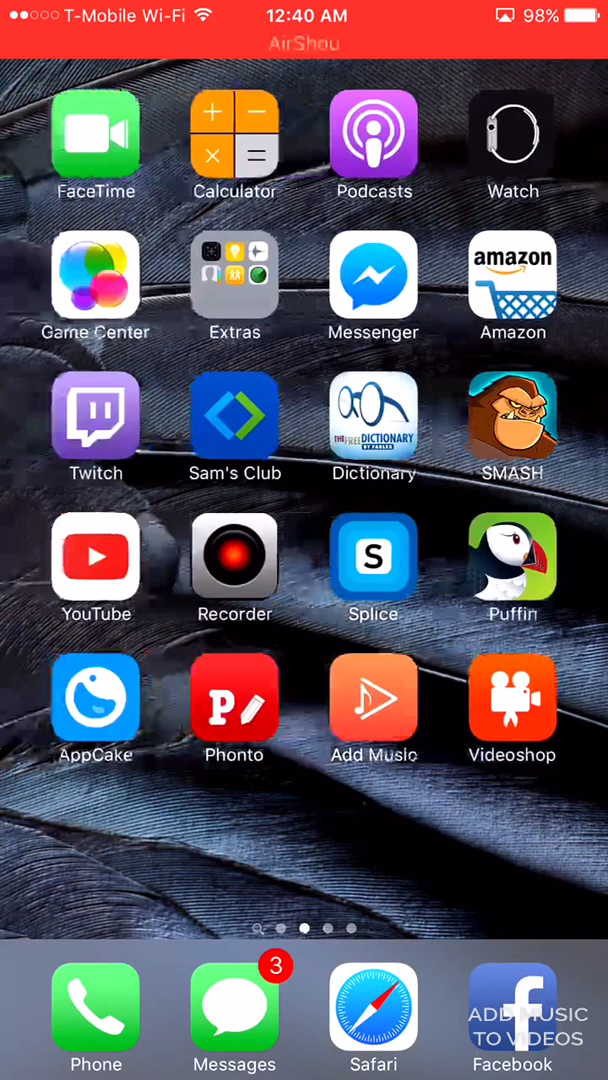 T-Mobile Wi-Fi 12:40 AM 98%
AirShou
FaceTime Calculator Podcasts Watch
amazon
Game Center Extras Messenger Amazon
THE FREE DICTIONARY
BY FARLEX
Twitch Sam's Club Dictionary SMASH
S
YouTube Recorder Splice Puffin
P
AppCake Phonto Add Music Videoshop
3
f
ADD MUSIC
TO VIDEOS
Phone Messages Safari Facebook